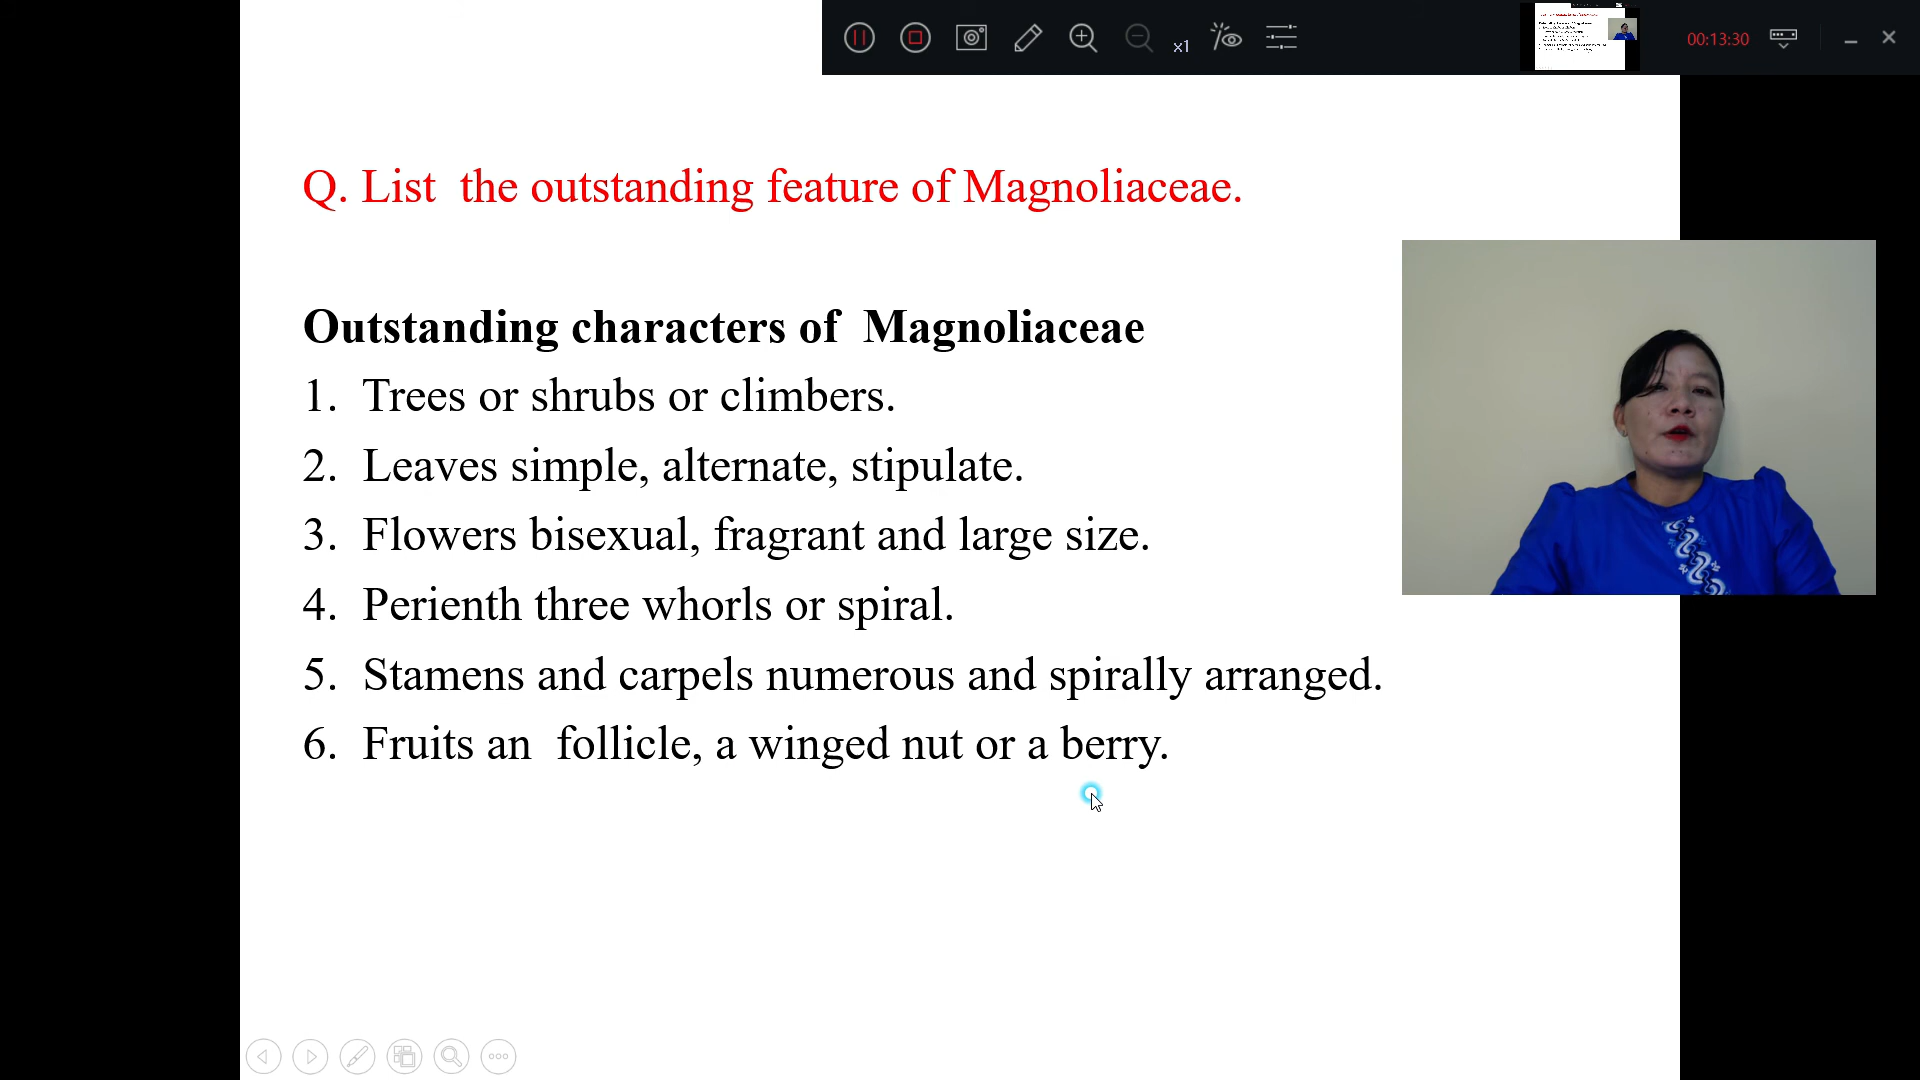 x1
00:13:30
Q. List the outstanding feature of Magnoliaceae.
Outstanding characters of Magnoliaceae
1. Trees or shrubs or climbers.
2. Leaves simple, alternate, stipulate.
3. Flowers bisexual, fragrant and large size.
4. Perienth three whorls or spiral.
5. Stamens and carpels numerous and spirally arranged.
6. Fruits an follicle, a winged nut or a berry.